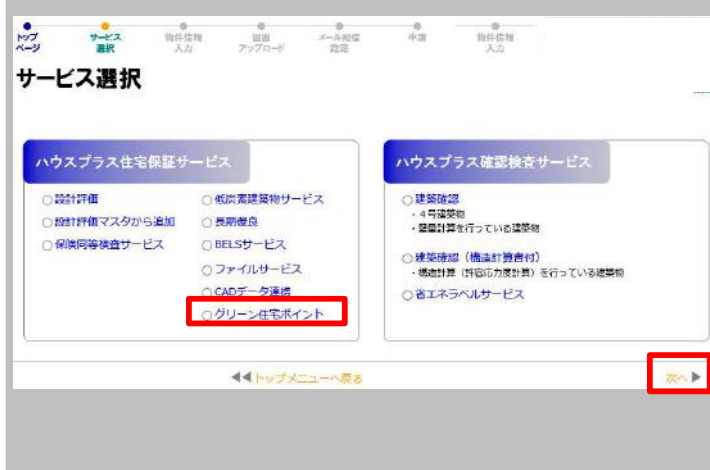 トップ
ページ
サービス
選択
物件情報
入力
図面
アップロード
メール配信
設定
申請
物件情報
入力
サービス選択
ハウスプラス住宅保証サービス
設計評価
設計評価マスタから追加
保険同等検査サービス
低炭素建築物サービス
長期優良
BELSサービス
ファイルサービス
CADデータ連携
グリーン住宅ポイント
ハウスプラス確認検査サービス
建築確認
・4号建築物
・壁量計算を行っている建築物
建築確認（構造計算書付）
・構造計算（許容応力度計算）を行っている建築物
省エネラベルサービス
◀◀トップメニューへ戻る
次へ▶